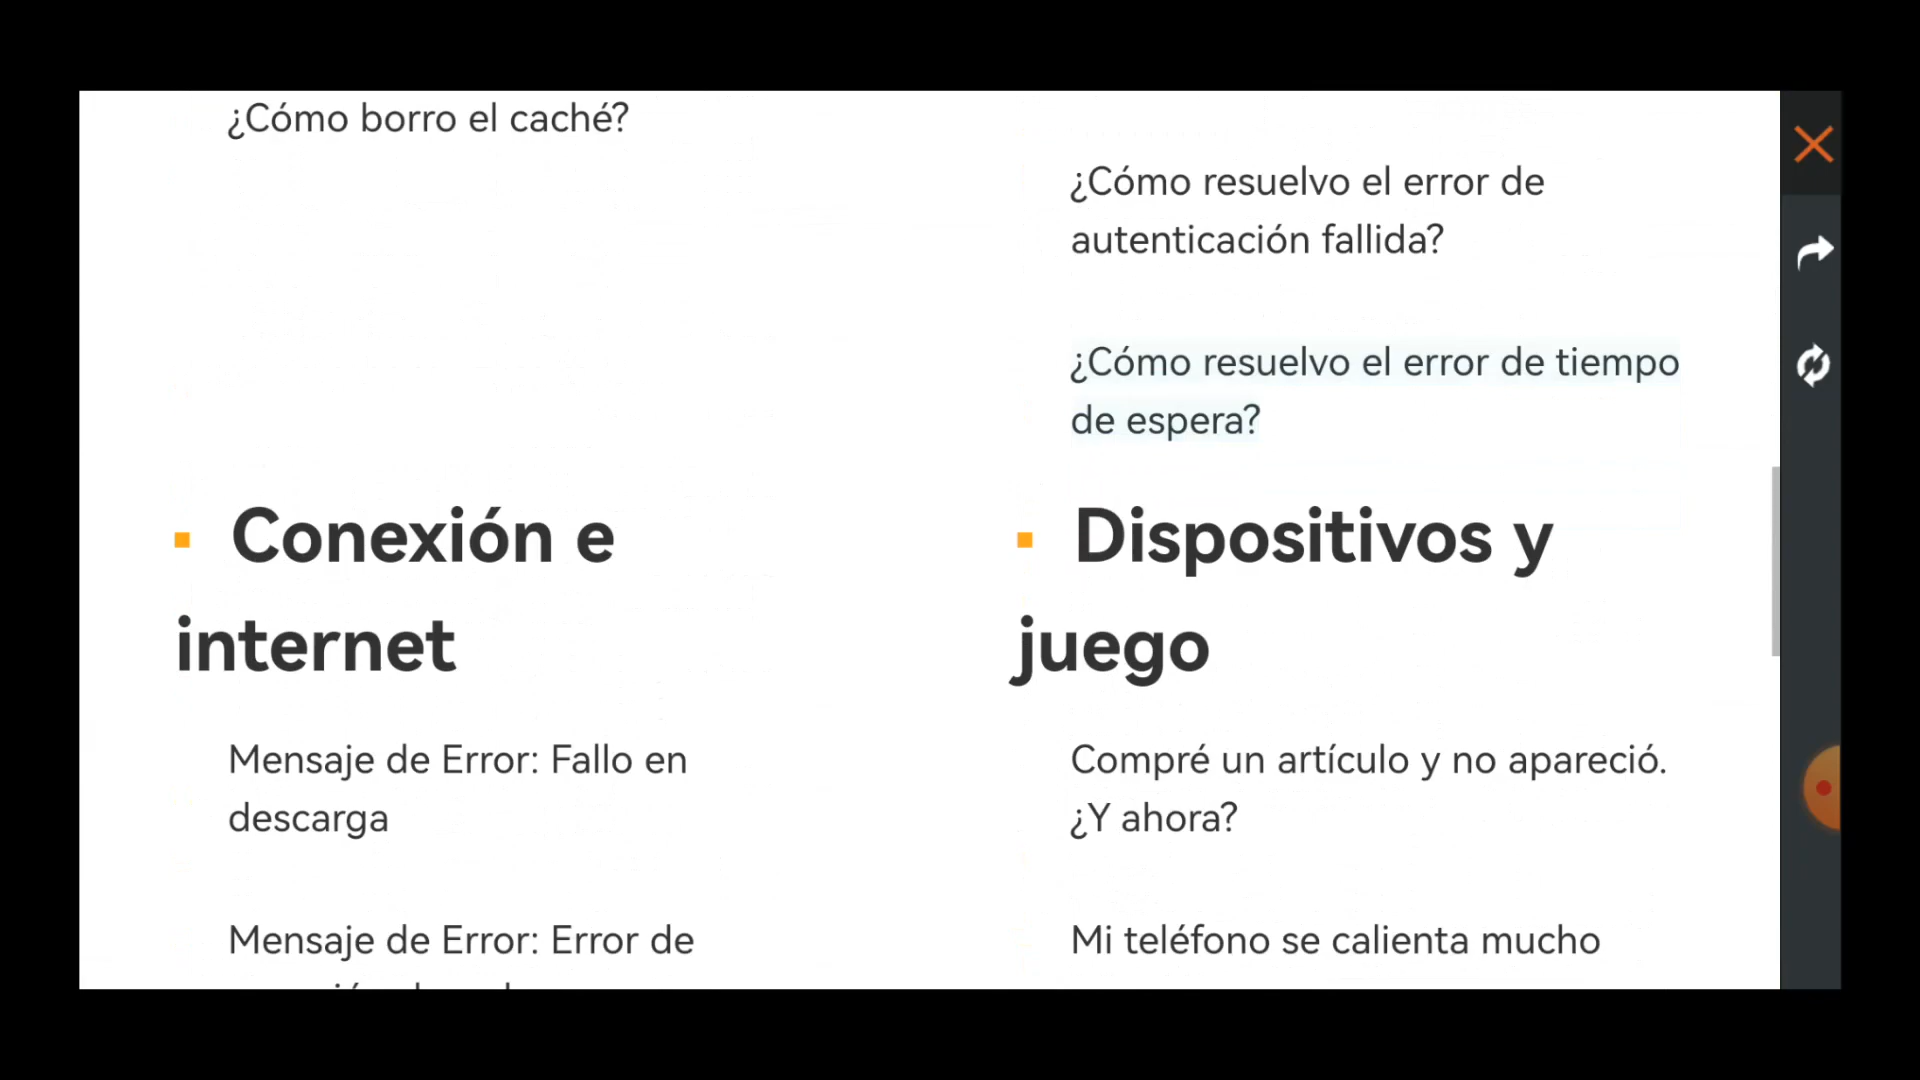 ¿Cómo borro el caché?
¿Cómo resuelvo el error de
autenticación fallida?
¿Cómo resuelvo el error de tiempo
de espera?
Conexión e
internet
Mensaje de Error: Fallo en
descarga
Mensaje de Error: Error de
Dispositivos y
juego
Compré un artículo y no apareció.
¿Y ahora?
Mi teléfono se calienta mucho